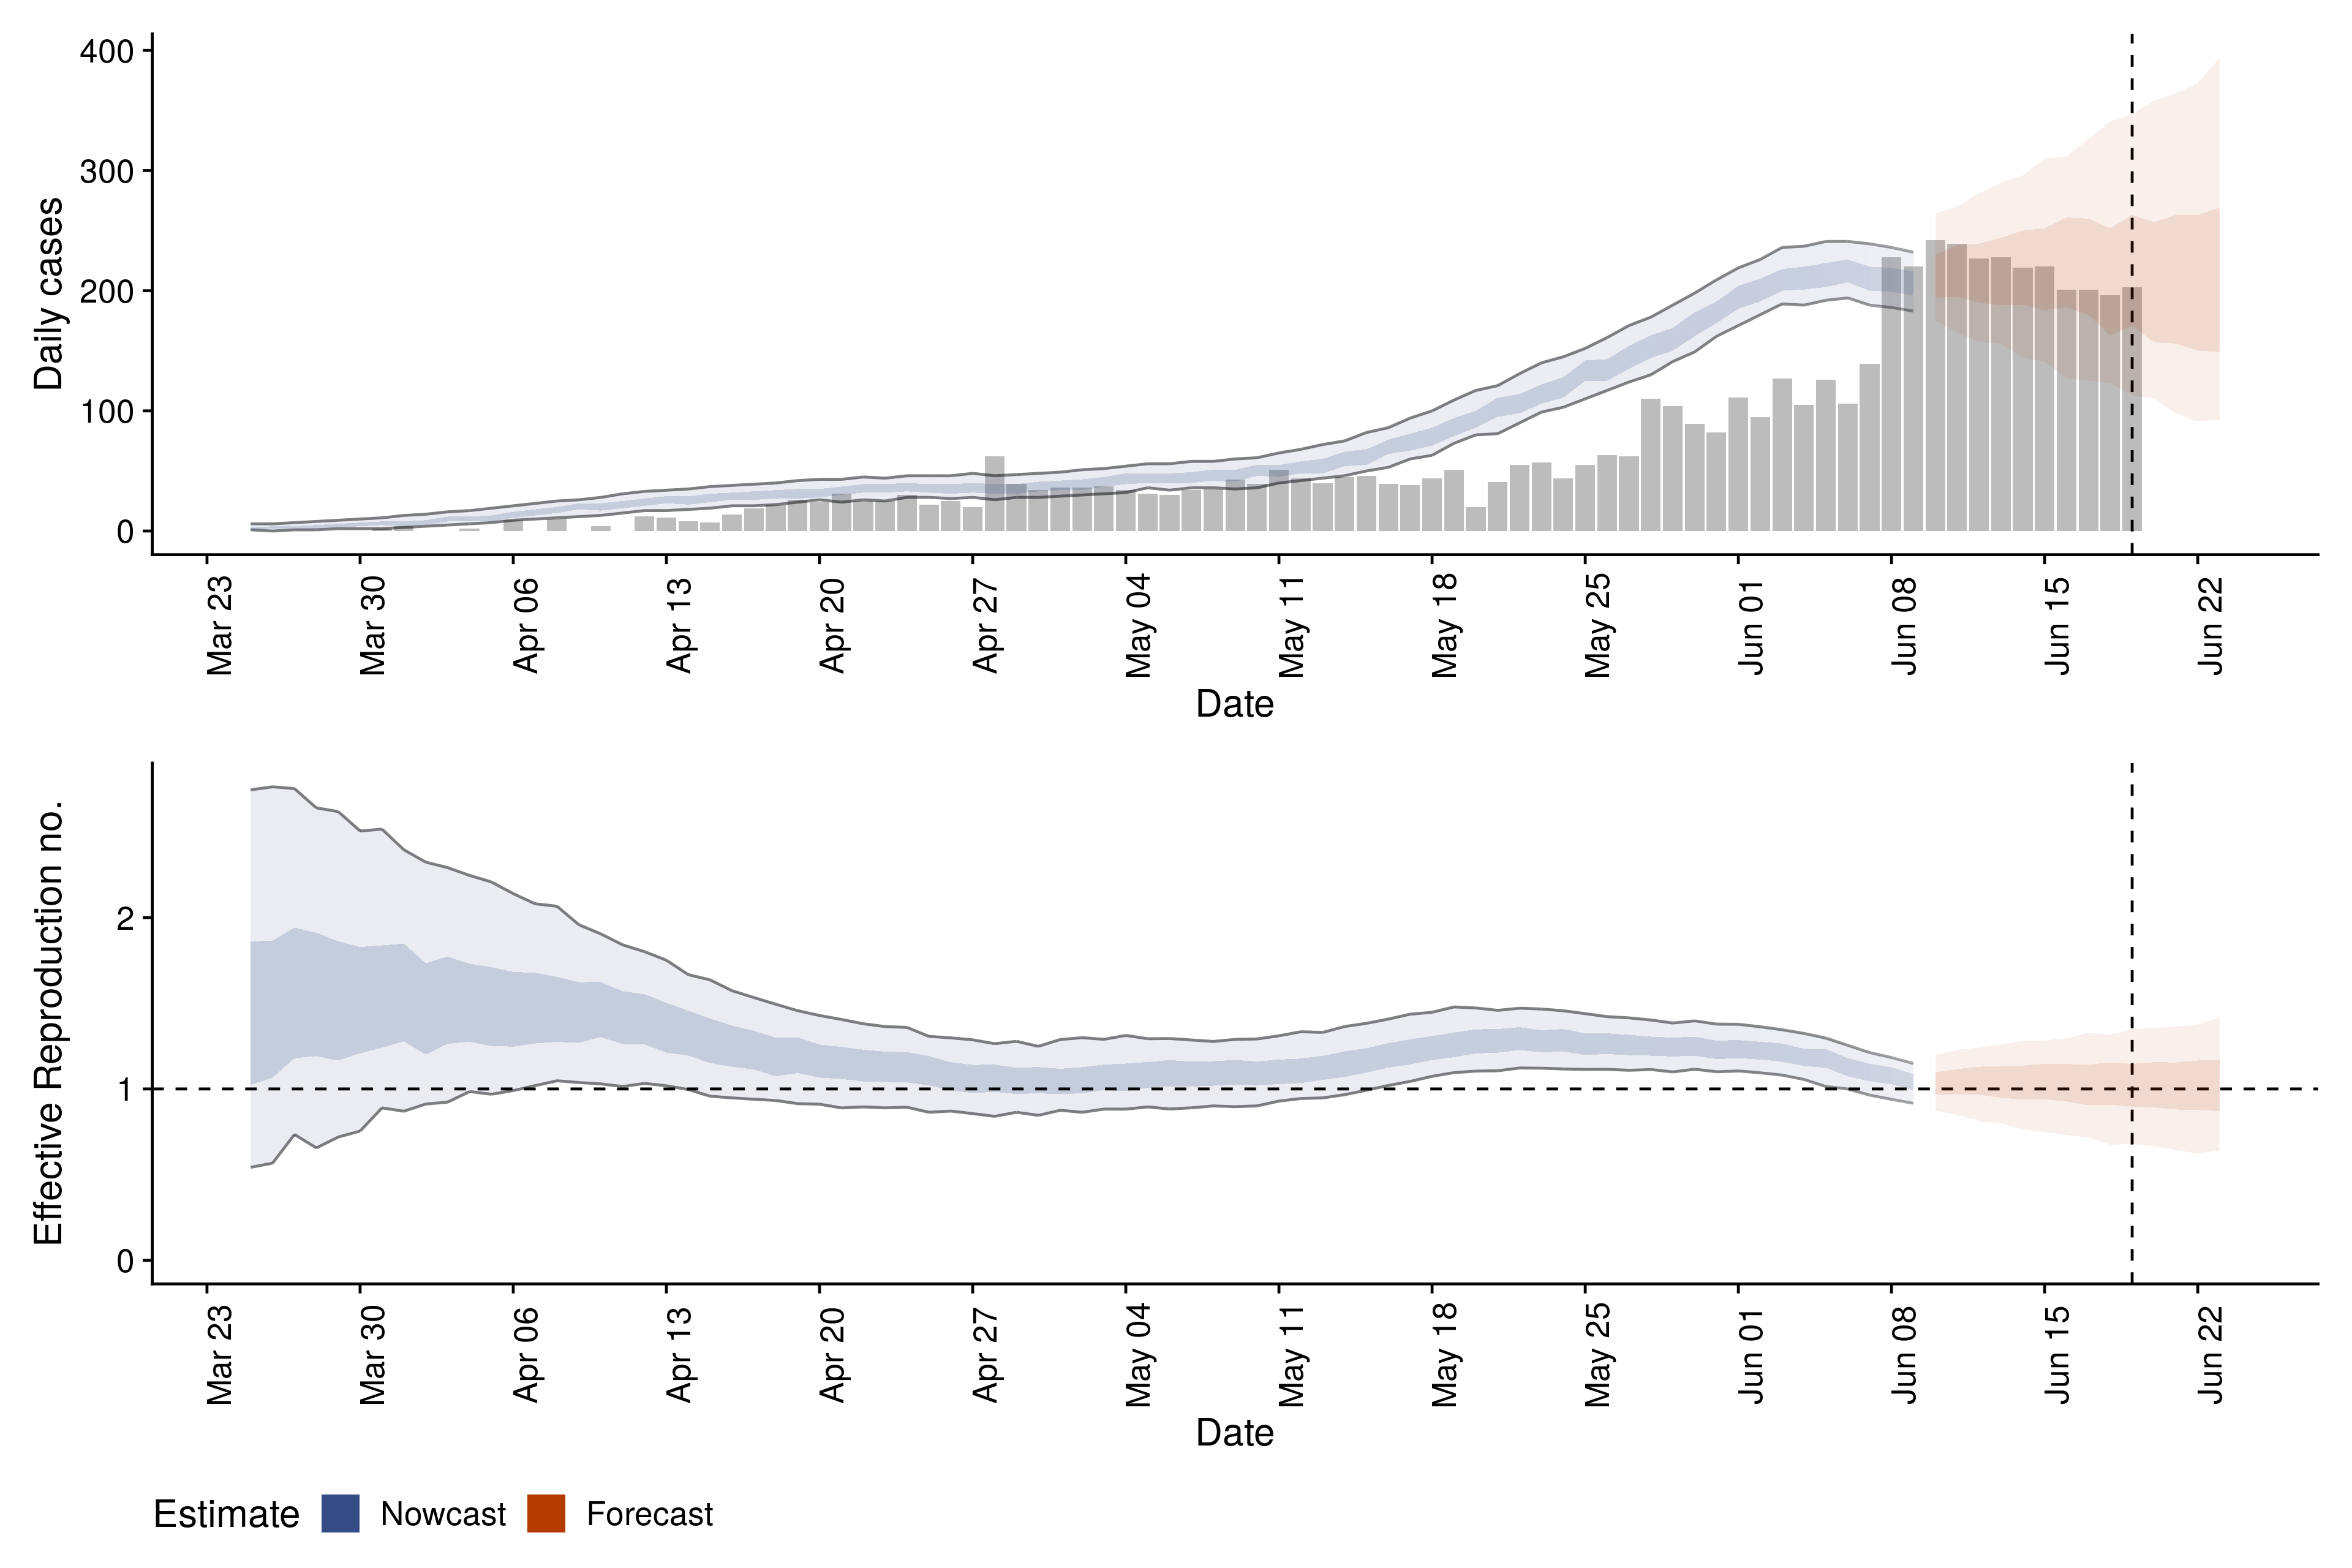 400
300
200
100
0
Daily cases
Mar 23
Mar 30
Apr 06
Apr 13
Apr 20
Apr 27
May 04
May 11
May 18
May 25
Jun 01
Jun 08
Jun 15
Jun 22
Date
2
1
0
Effective Reproduction no.
Mar 23
Mar 30
Apr 06
Apr 13
Apr 20
Apr 27
May 04
May 11
May 18
May 25
Jun 01
Jun 08
Jun 15
Jun 22
Date
Estimate Nowcast Forecast